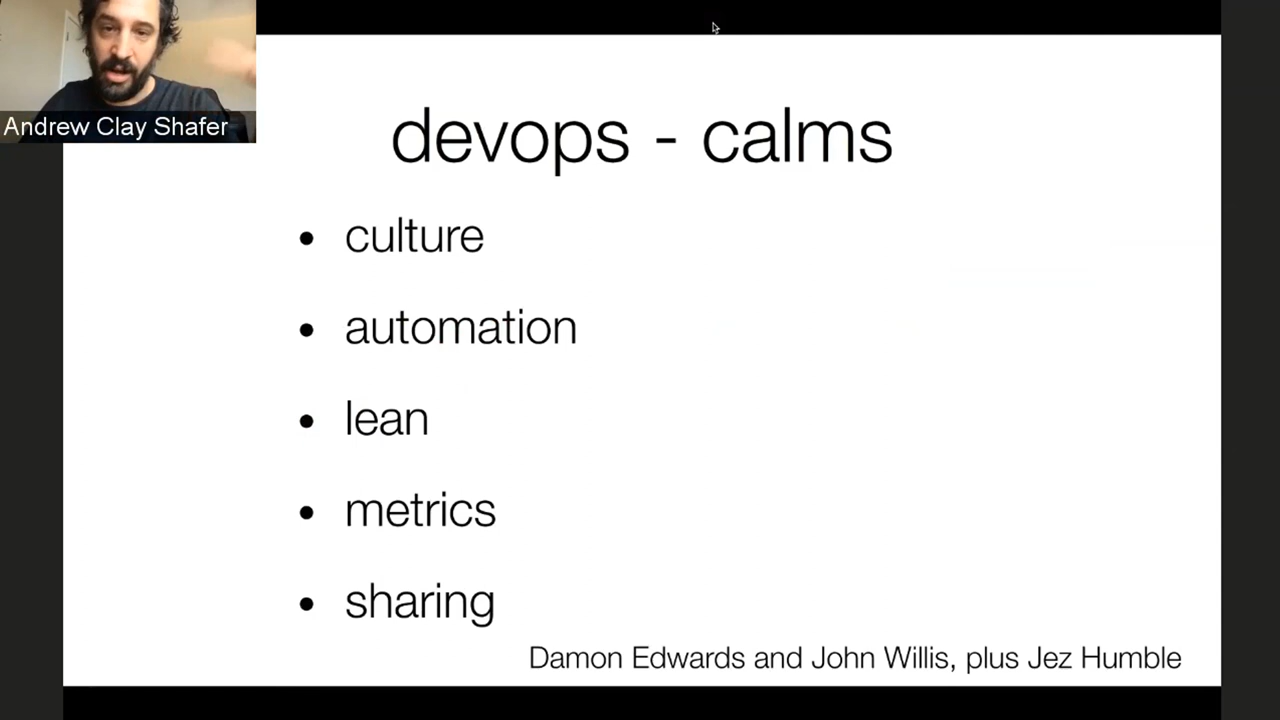 Andrew Clay Shafer
devops - calms
• culture
• automation
• lean
• metrics
• sharing
Damon Edwards and John Willis, plus Jez Humble